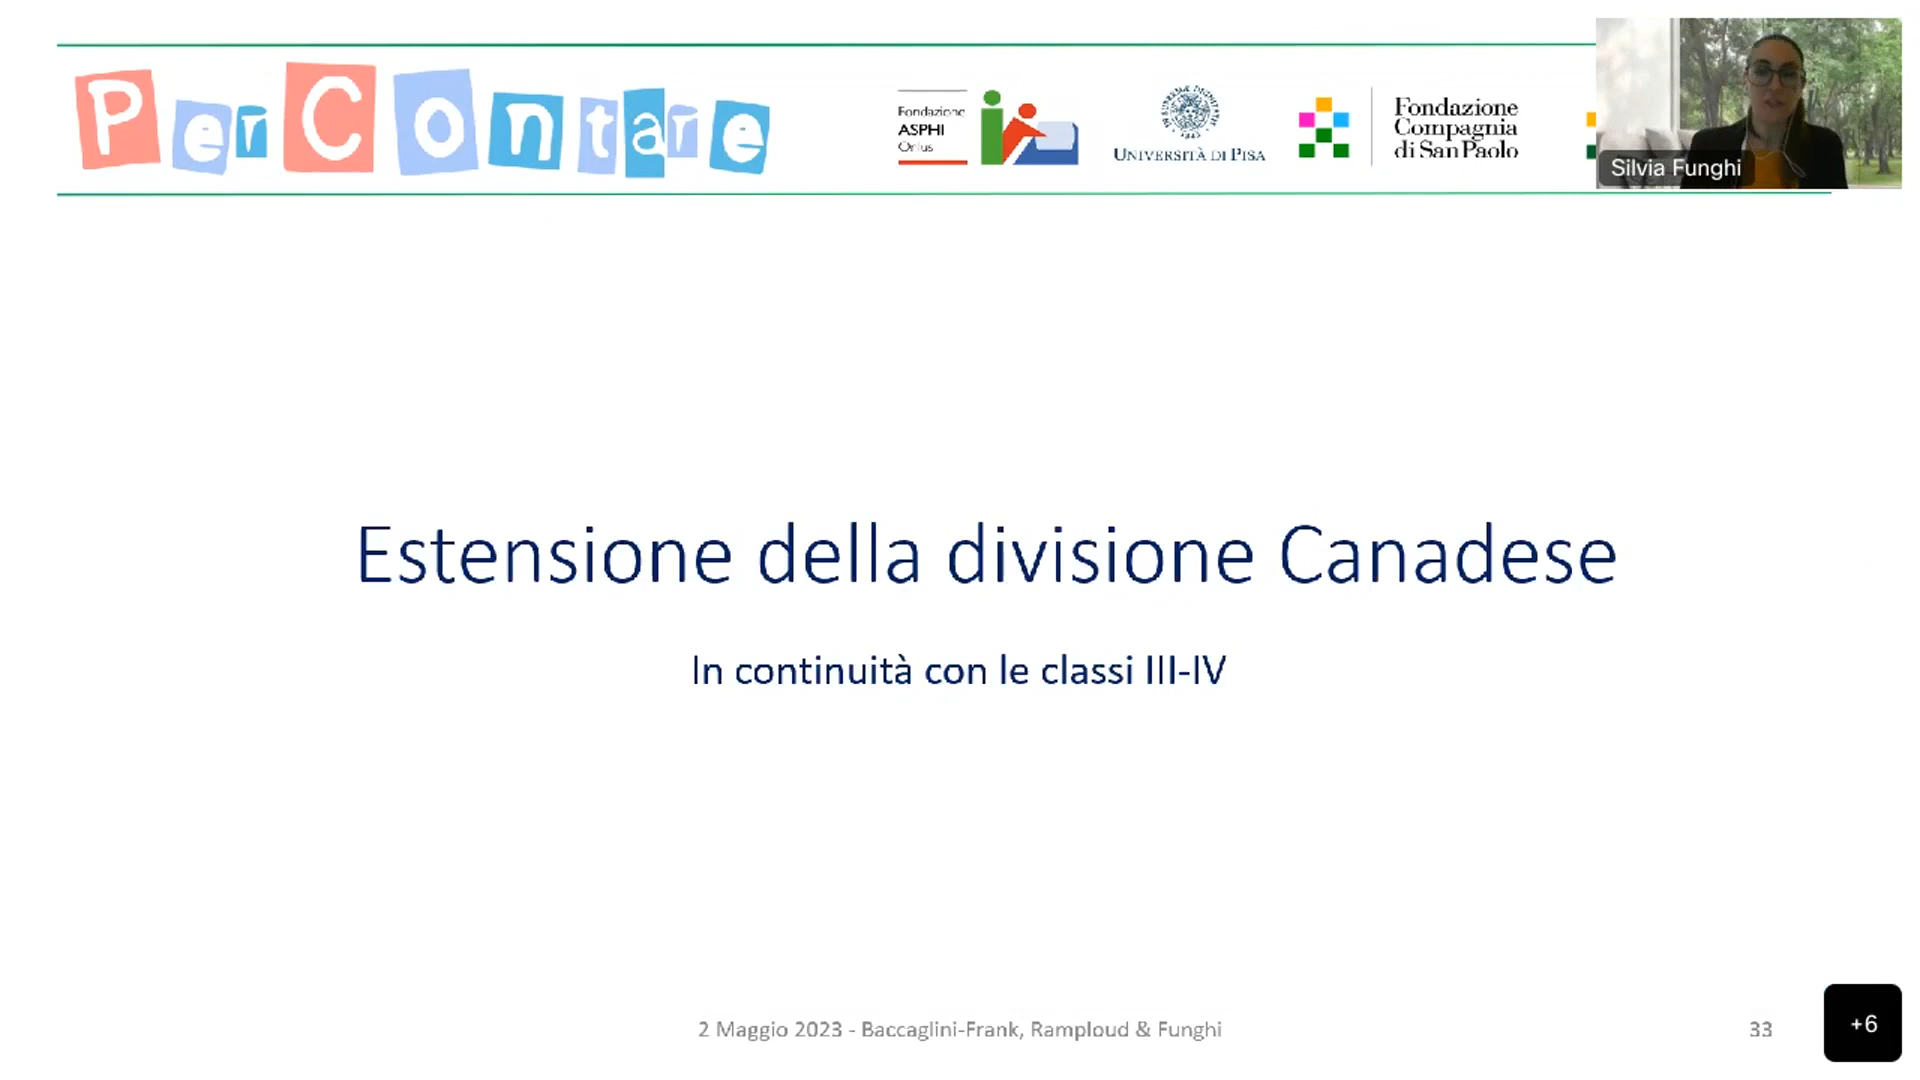 PerContare
Fondazione
ASPHI
Onlus
UNIVERSITÀ DI PISA
Fondazione
Compagnia
di San Paolo
Silvia Funghi
Estensione della divisione Canadese
In continuità con le classi III-IV
2 Maggio 2023 - Baccaglini-Frank, Ramploud & Funghi
33
+6